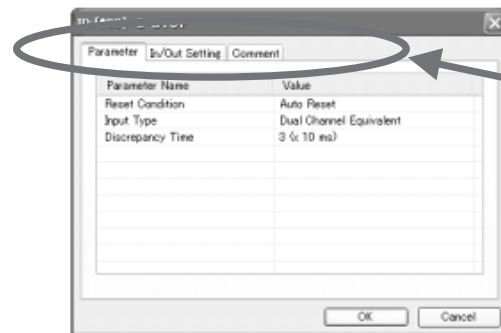 Parameter In/Out Setting Comment
Parameter Name Value
Reset Condition Auto Reset
Input Type Dual Channel Equivalent
Discrepancy Time 3 (x 10 ms)
OK Cancel